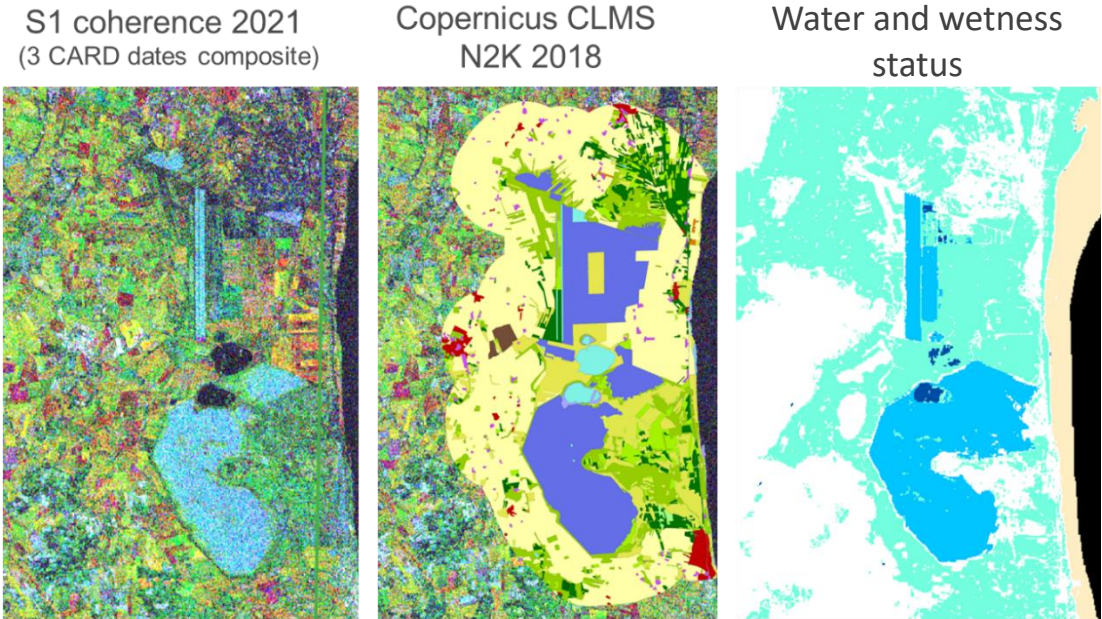 S1 coherence 2021
(3 CARD dates composite)
Copernicus CLMS
N2K 2018
Water and wetness
status